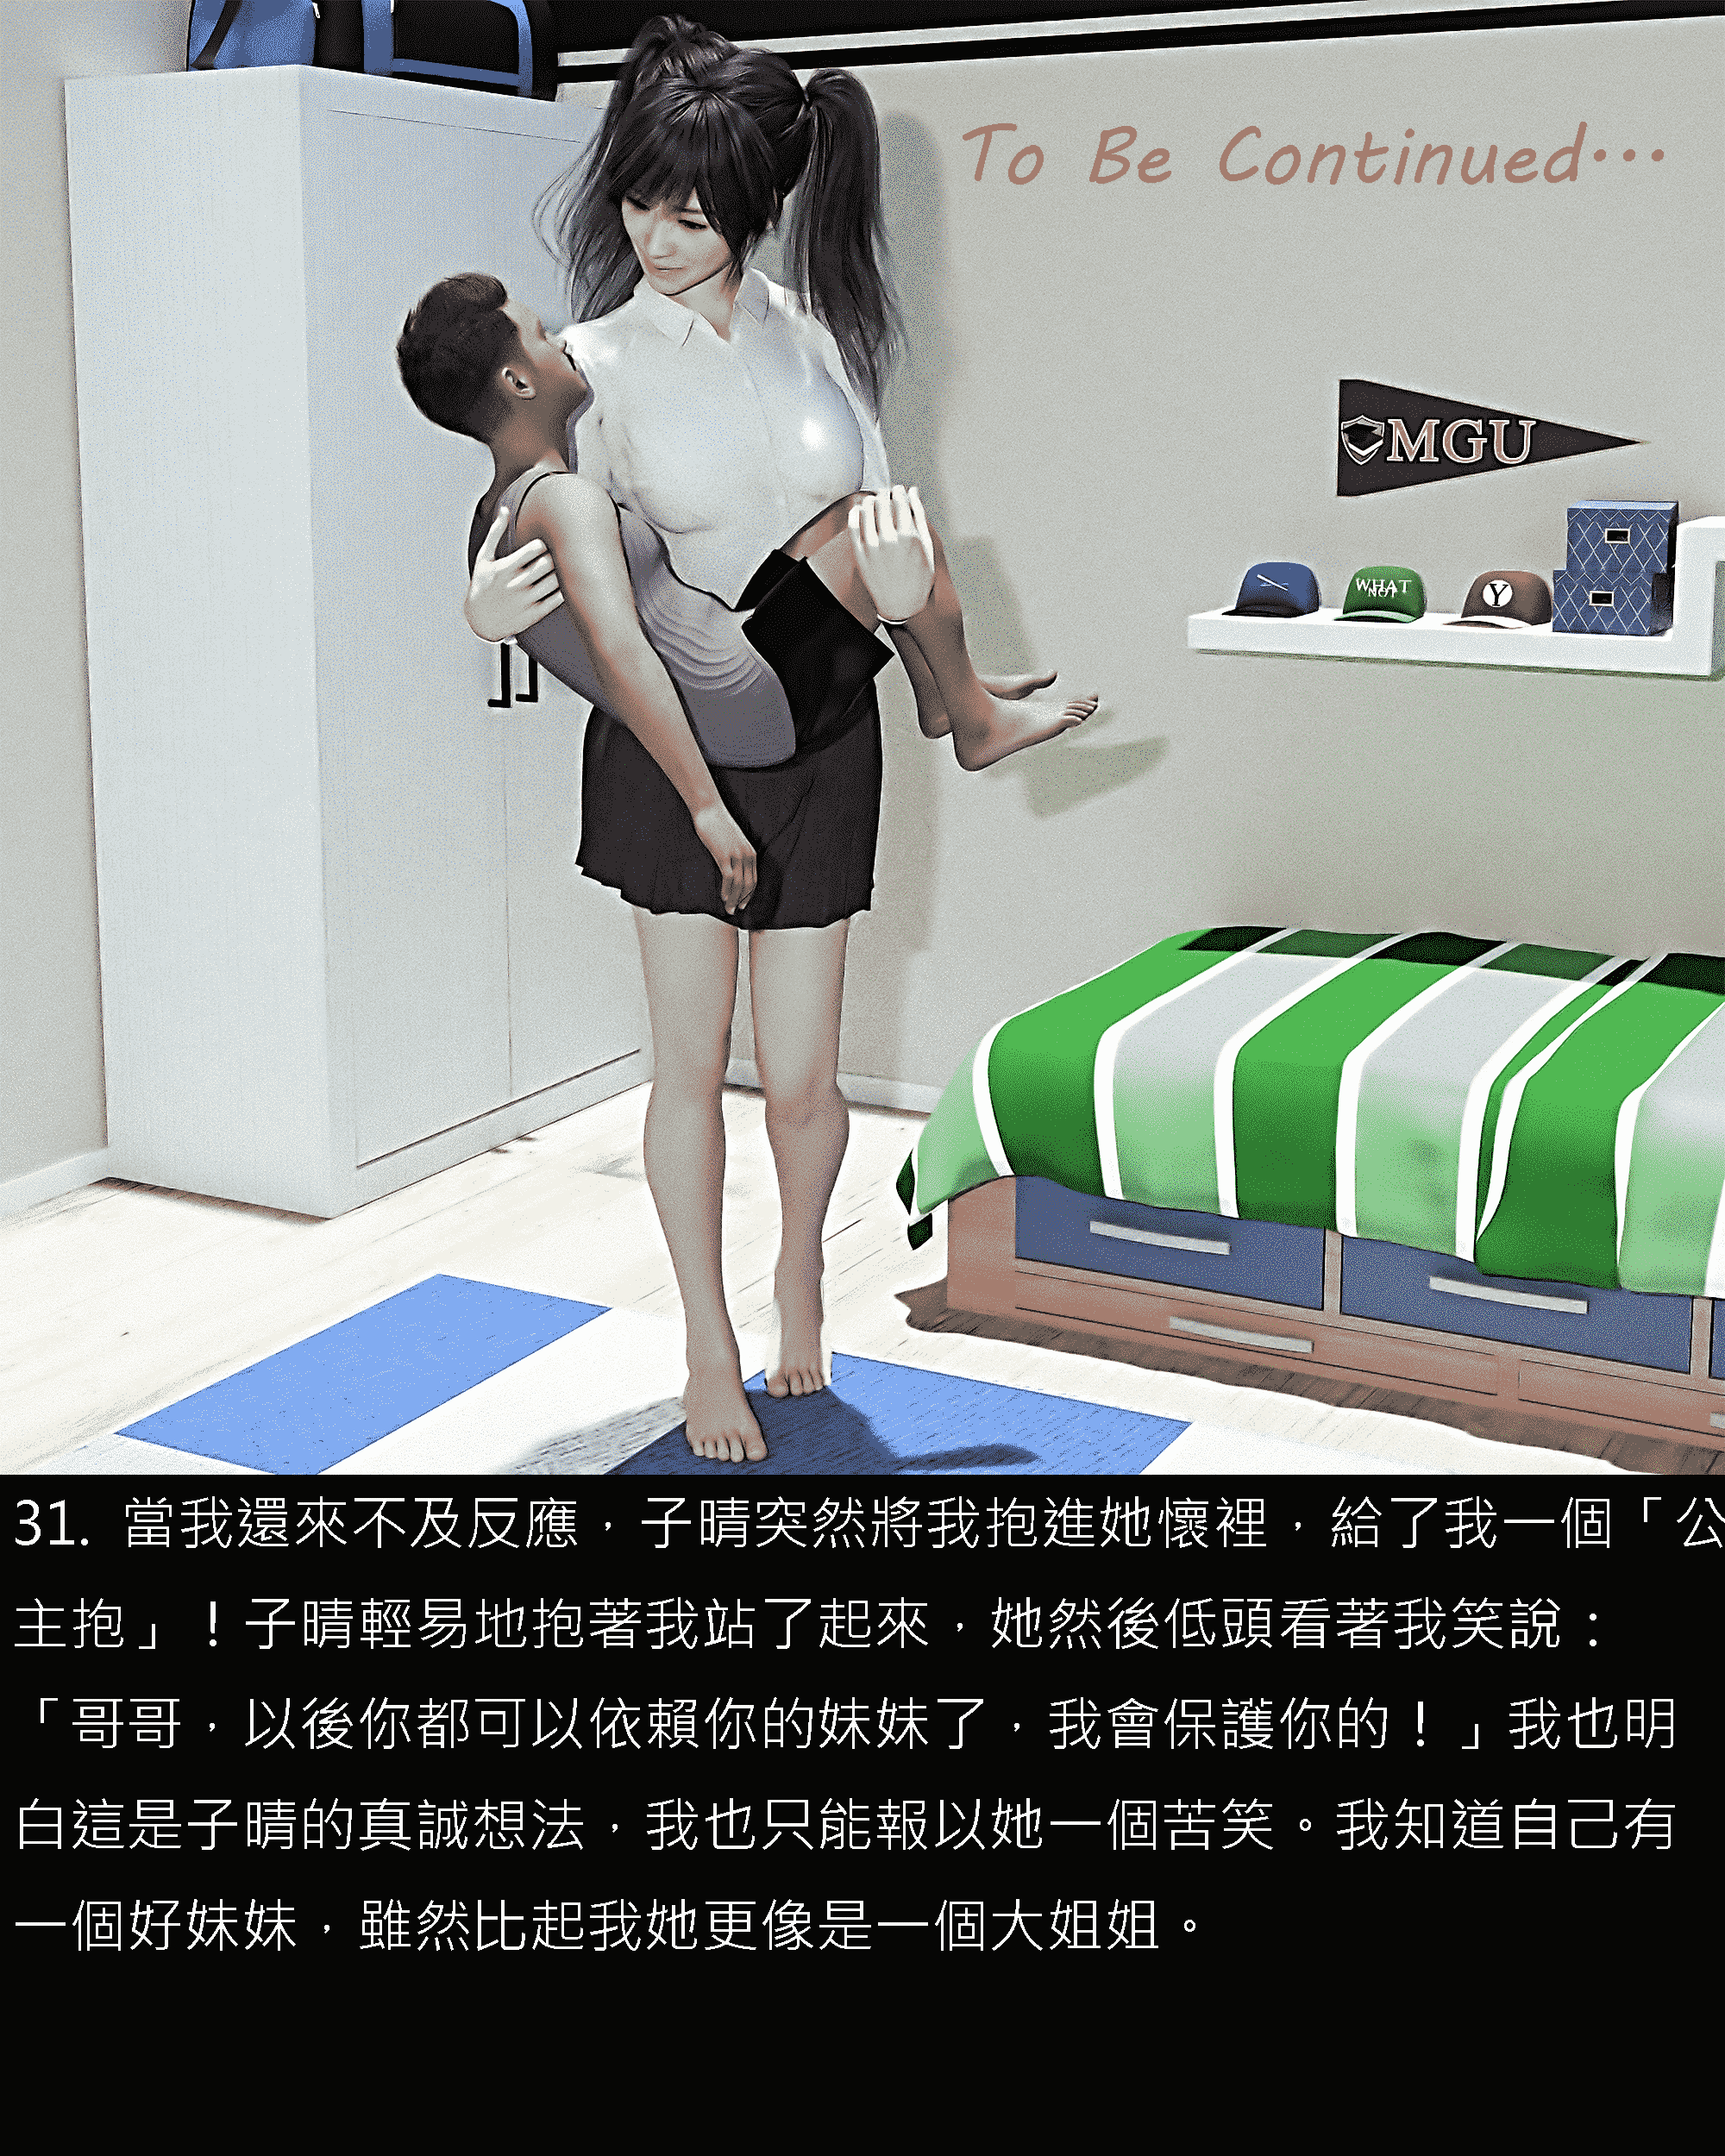 To Be Continued…
MGU
WHAT
NOT
Y
31. 當我還來不及反應，子晴突然將我抱進她懷裡，給了我一個「公
主抱」！子晴輕易地抱著我站了起來，她然後低頭看著我笑說：
「哥哥，以後你都可以依賴你的妹妹了，我會保護你的！」我也明
白這是子晴的真誠想法，我也只能報以她一個苦笑。我知道自己有
一個好妹妹，雖然比起我她更像是一個大姐姐。